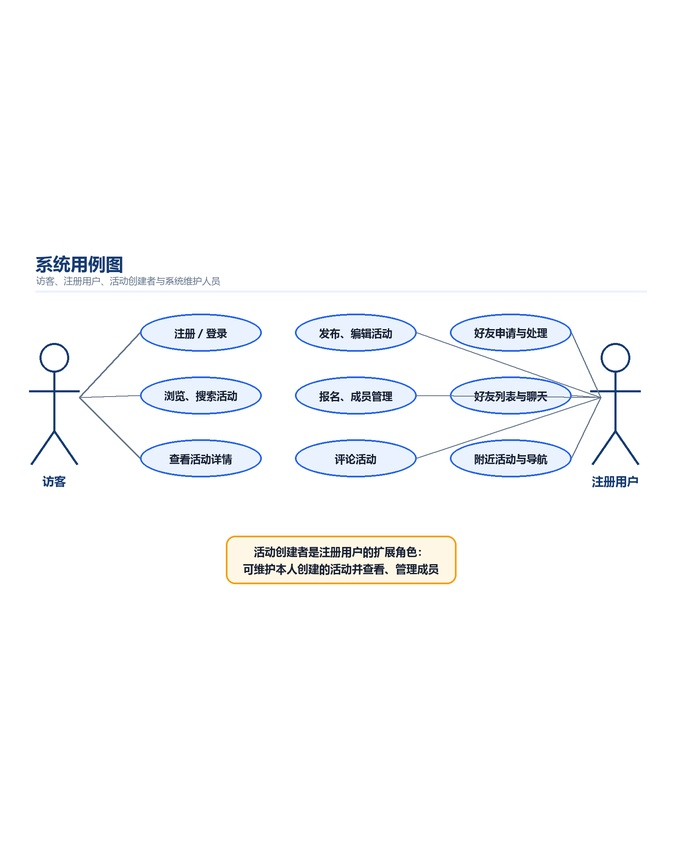 系统用例图
访客、注册用户、活动创建者与系统维护人员
注册 / 登录
发布、编辑活动
好友申请与处理
浏览、搜索活动
报名、成员管理
好友列表与聊天
查看活动详情
评论活动
附近活动与导航
访客
注册用户
活动创建者是注册用户的扩展角色：
可维护本人创建的活动并查看、管理成员